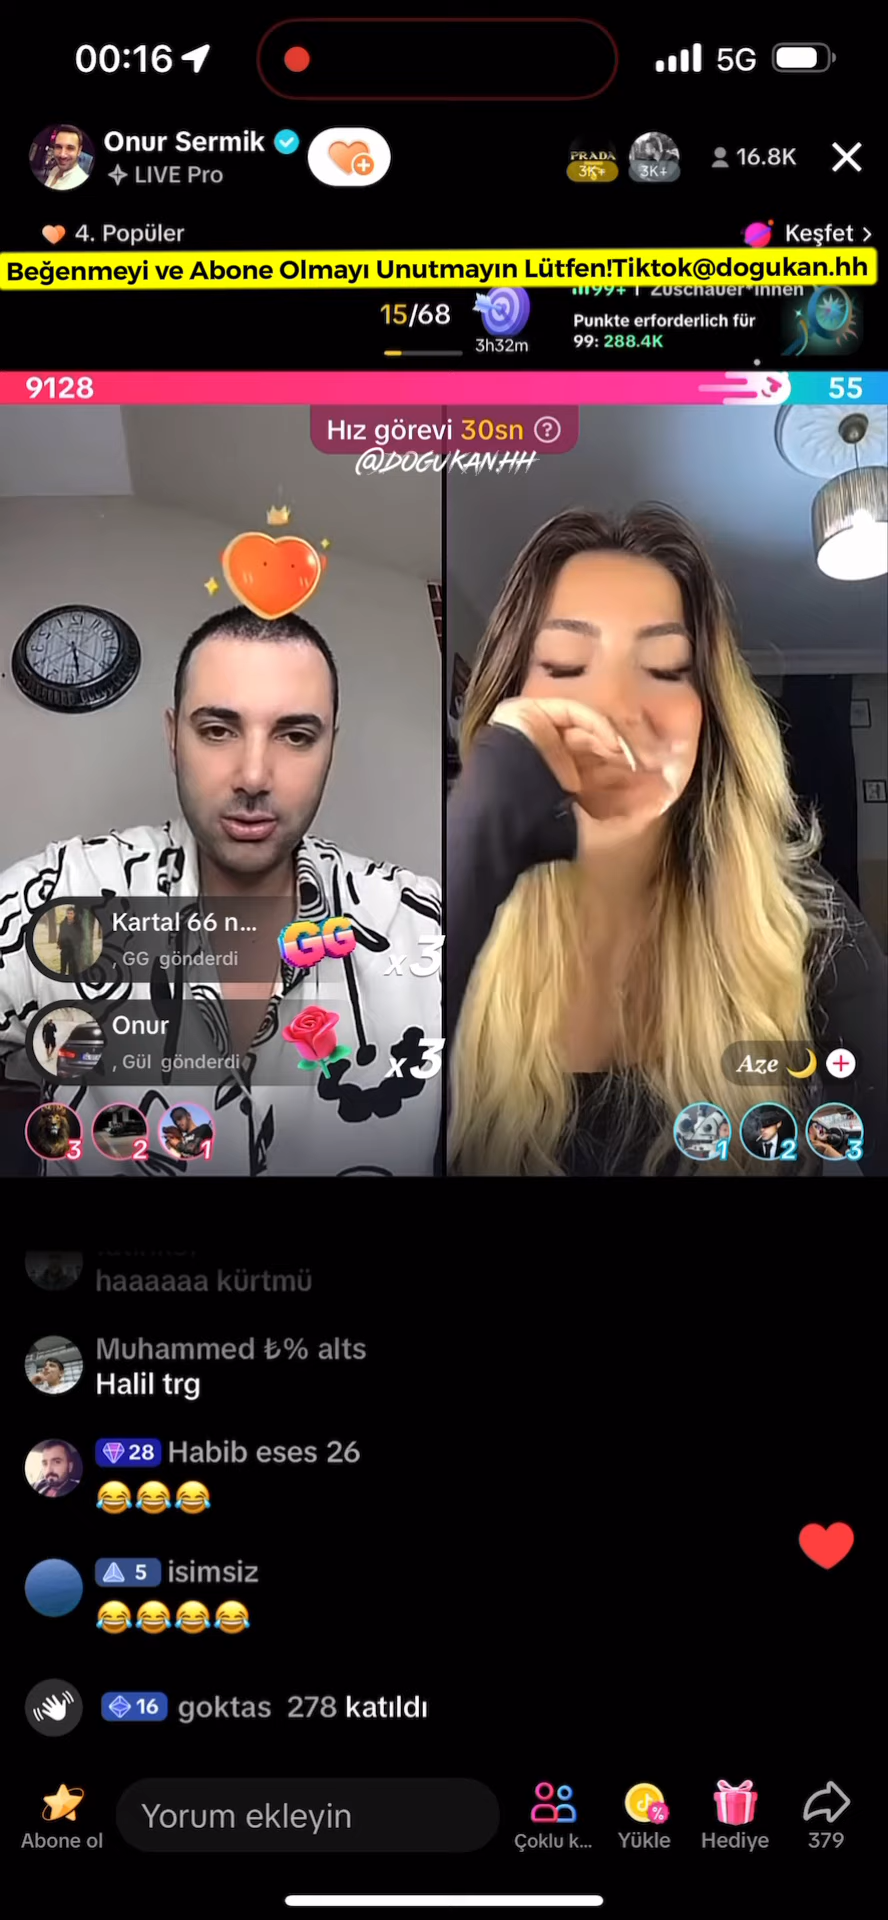 00:16
5G
Onur Sermik
LIVE Pro
PRADA
3K+
3K+
16.8K
4. Popüler
Keşfet >
Beğenmeyi ve Abone Olmayı Unutmayın Lütfen!Tiktok@dogukan.hh
99+ | Zuschauer*innen
15/68
Punkte erforderlich für
99: 288.4K
3h32m
9128
55
Hız görevi 30sn ?
@DOGUKAN.HH
Kartal 66 n...
, GG gönderdi
GG
x3
Onur
, Gül gönderdi
x3
Aze
3
2
1
1
2
3
haaaaaa kürtmü
Muhammed ₺% alts
Halil trg
28 Habib eses 26
😂😂😂
5 isimsiz
😂😂😂😂
16 goktas 278 katıldı
Yorum ekleyin
Abone ol
Çoklu k...
Yükle
Hediye
379